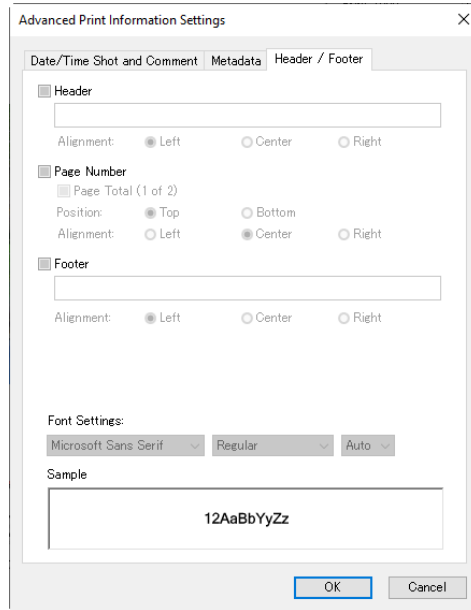 Advanced Print Information Settings
Date/Time Shot and Comment Metadata Header / Footer
Header
Alignment: Left Center Right
Page Number
Page Total (1 of 2)
Position: Top Bottom
Alignment: Left Center Right
Footer
Alignment: Left Center Right
Font Settings:
Microsoft Sans Serif Regular Auto
Sample
12AaBbYyZz
OK Cancel